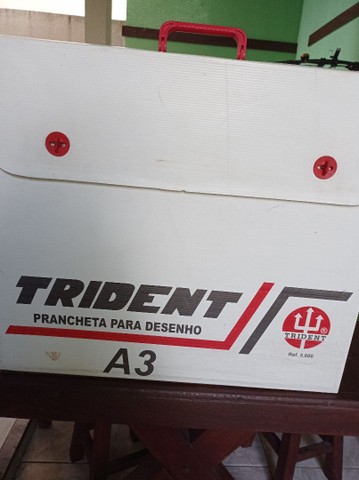 TRIDENT
PRANCHETA PARA DESENHO
A3
TRIDENT